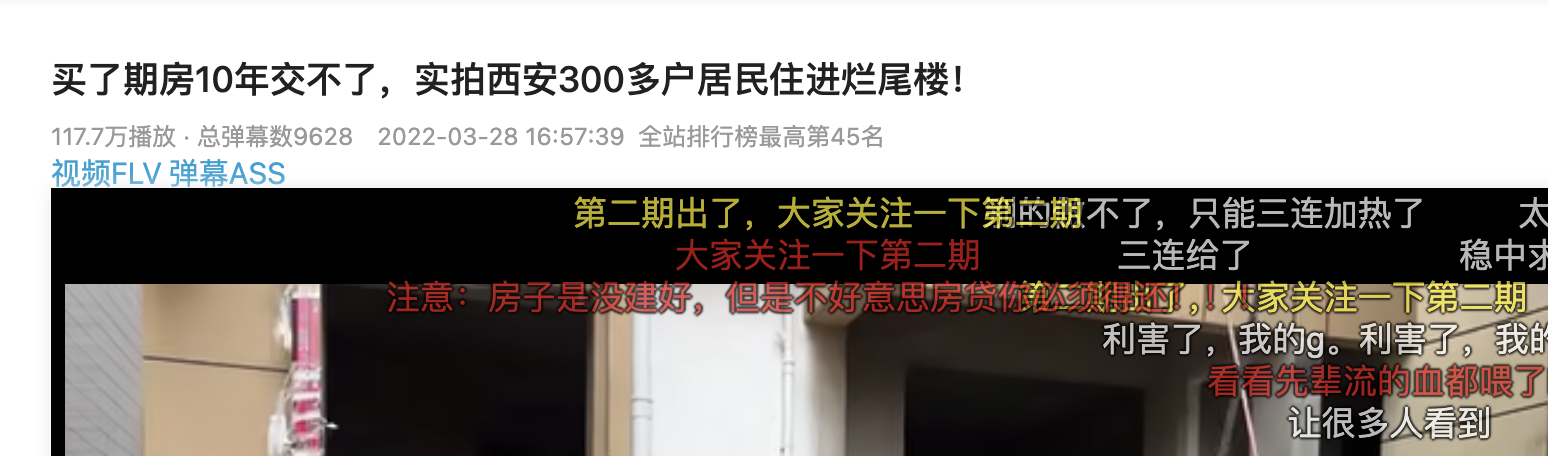 买了期房10年交不了，实拍西安300多户居民住进烂尾楼！
117.7万播放 · 总弹幕数9628 2022-03-28 16:57:39 全站排行榜最高第45名
视频FLV 弹幕ASS
第二期出了，大家关注一下第二期 不了，只能三连加热了 太
大家关注一下第二期 三连给了 稳中求
注意：房子是没建好，但是不好意思房贷你必须得还！！ 大家关注一下第二期
利害了，我的g。利害了，我的
看看先辈流的血都喂了
让很多人看到